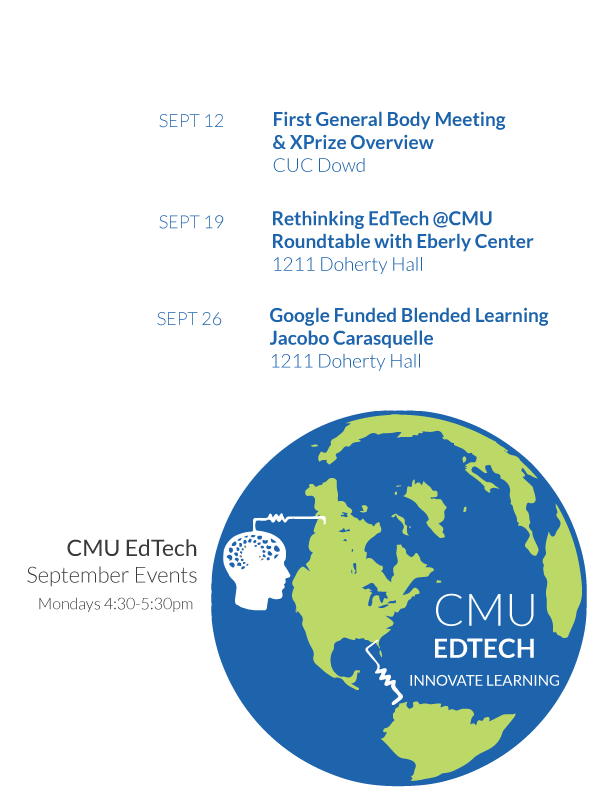 SEPT 12
First General Body Meeting
& XPrize Overview
CUC Dowd
SEPT 19
Rethinking EdTech @CMU
Roundtable with Eberly Center
1211 Doherty Hall
SEPT 26
Google Funded Blended Learning
Jacobo Carasquelle
1211 Doherty Hall
CMU EdTech
September Events
Mondays 4:30-5:30pm
CMU
EDTECH
INNOVATE LEARNING